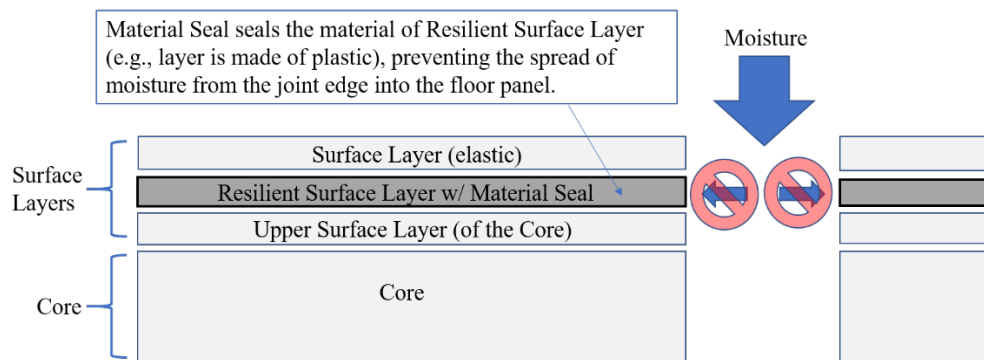 Material Seal seals the material of Resilient Surface Layer
(e.g., layer is made of plastic), preventing the spread of
moisture from the joint edge into the floor panel.
Moisture
Surface
Layers
Surface Layer (elastic)
Resilient Surface Layer w/ Material Seal
Upper Surface Layer (of the Core)
Core
Core